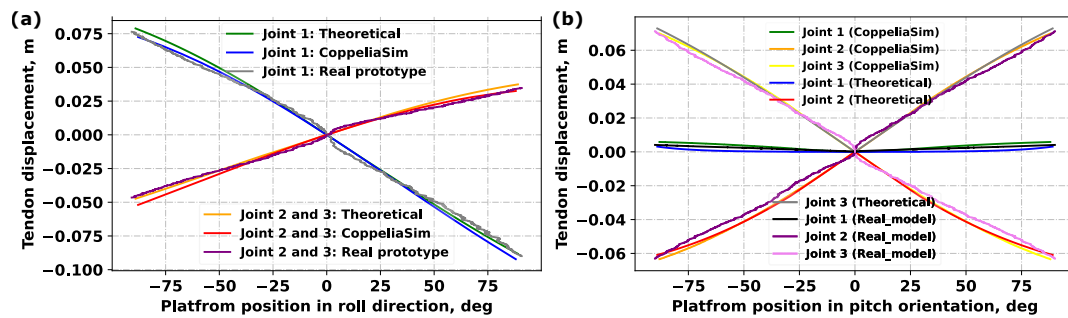 (a)
Tendon displacement, m
0.075
0.050
0.025
0.000
−0.025
−0.050
−0.075
−0.100
Joint 1: Theoretical
Joint 1: CoppeliaSim
Joint 1: Real prototype
Joint 2 and 3: Theoretical
Joint 2 and 3: CoppeliaSim
Joint 2 and 3: Real prototype
−75 −50 −25 0 25 50 75
Platfrom position in roll direction, deg
(b)
Tendon displacement, m
0.06
0.04
0.02
0.00
−0.02
−0.04
−0.06
Joint 1 (CoppeliaSim)
Joint 2 (CoppeliaSim)
Joint 3 (CoppeliaSim)
Joint 1 (Theoretical)
Joint 2 (Theoretical)
Joint 3 (Theoretical)
Joint 1 (Real_model)
Joint 2 (Real_model)
Joint 3 (Real_model)
−75 −50 −25 0 25 50 75
Platfrom position in pitch orientation, deg